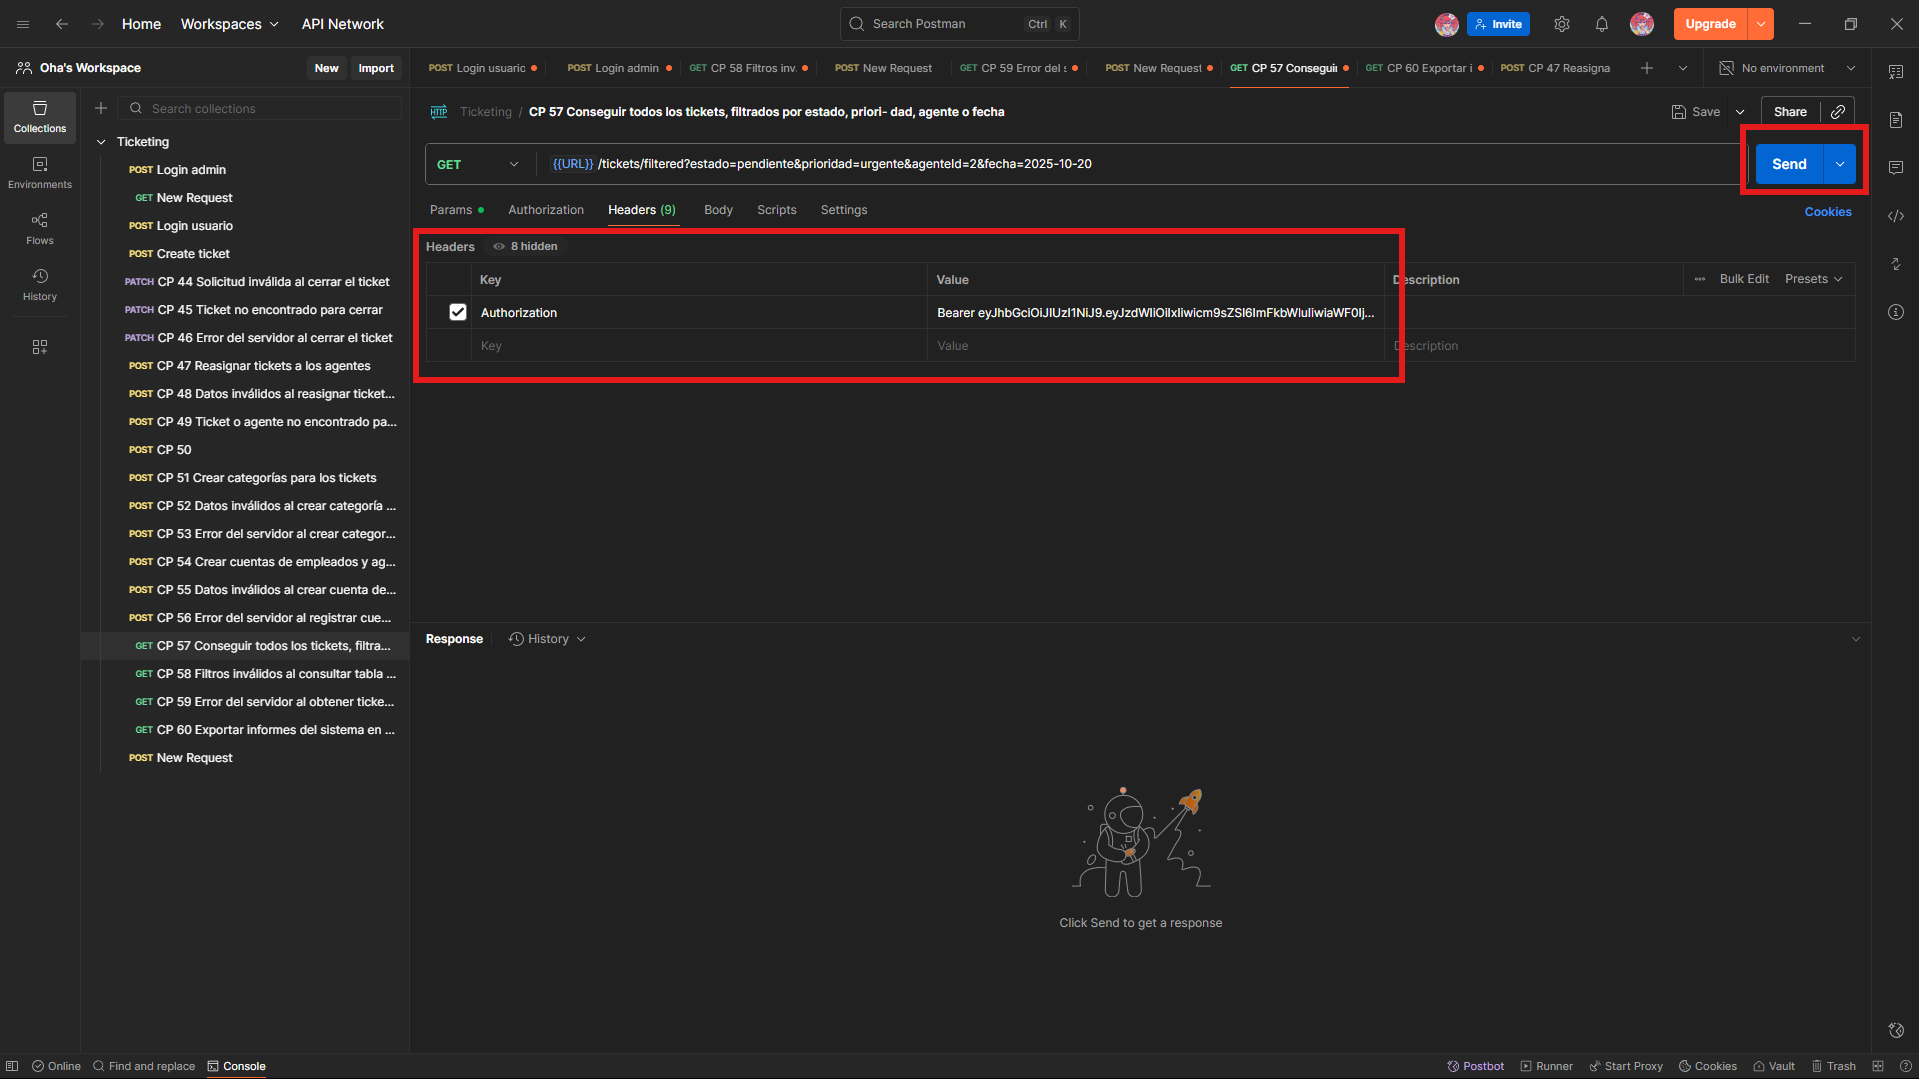 Home Workspaces API Network
Search Postman Ctrl K
Invite Upgrade
Oha's Workspace New Import
POST Login usuario POST Login admin GET CP 58 Filtros inv POST New Request GET CP 59 Error del POST New Request GET CP 57 Consegui GET CP 60 Exportar i POST CP 47 Reasigna No environment
Collections
Environments
Flows
History
Search collections
Ticketing
POST Login admin
GET New Request
POST Login usuario
POST Create ticket
PATCH CP 44 Solicitud inválida al cerrar el ticket
PATCH CP 45 Ticket no encontrado para cerrar
PATCH CP 46 Error del servidor al cerrar el ticket
POST CP 47 Reasignar tickets a los agentes
POST CP 48 Datos inválidos al reasignar ticket...
POST CP 49 Ticket o agente no encontrado pa...
POST CP 50
POST CP 51 Crear categorías para los tickets
POST CP 52 Datos inválidos al crear categoría ...
POST CP 53 Error del servidor al crear categor...
POST CP 54 Crear cuentas de empleados y ag...
POST CP 55 Datos inválidos al crear cuenta de...
POST CP 56 Error del servidor al registrar cue...
GET CP 57 Conseguir todos los tickets, filtra...
GET CP 58 Filtros inválidos al consultar tabla ...
GET CP 59 Error del servidor al obtener ticke...
GET CP 60 Exportar informes del sistema en ...
POST New Request
HTTP Ticketing / CP 57 Conseguir todos los tickets, filtrados por estado, priori- dad, agente o fecha
Save Share
GET {{URL}} /tickets/filtered?estado=pendiente&prioridad=urgente&agenteId=2&fecha=2025-10-20
Send
Params Authorization Headers (9) Body Scripts Settings
Cookies
Headers 8 hidden
Key Value Description Bulk Edit Presets
Authorization Bearer
Key Value Description
Response History
Click Send to get a response
Online Find and replace Console
Postbot Runner Start Proxy Cookies Vault Trash